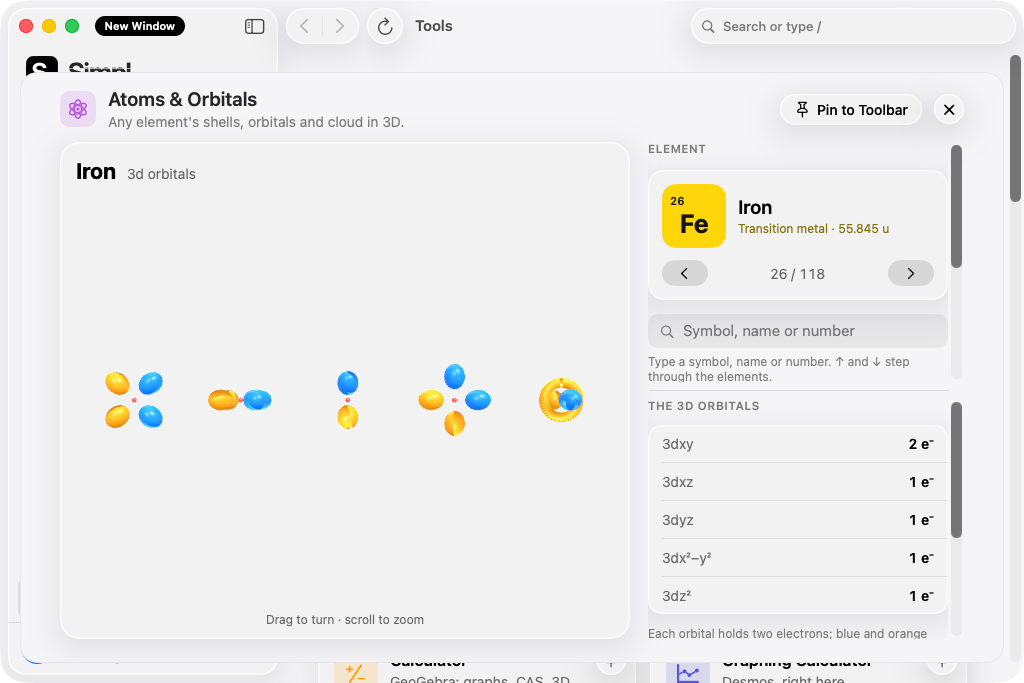 New Window
Tools
Search or type /
Simpl
Atoms & Orbitals
Any element's shells, orbitals and cloud in 3D.
Pin to Toolbar
Iron 3d orbitals
Drag to turn · scroll to zoom
ELEMENT
26
Fe
Iron
Transition metal · 55.845 u
26 / 118
Symbol, name or number
Type a symbol, name or number. ↑ and ↓ step
through the elements.
THE 3D ORBITALS
3dxy 2 e⁻
3dxz 1 e⁻
3dyz 1 e⁻
3dx²−y² 1 e⁻
3dz² 1 e⁻
Each orbital holds two electrons; blue and orange
Calculator
GeoGebra: graphs, CAS, 3D
Graphing Calculator
Desmos, right here